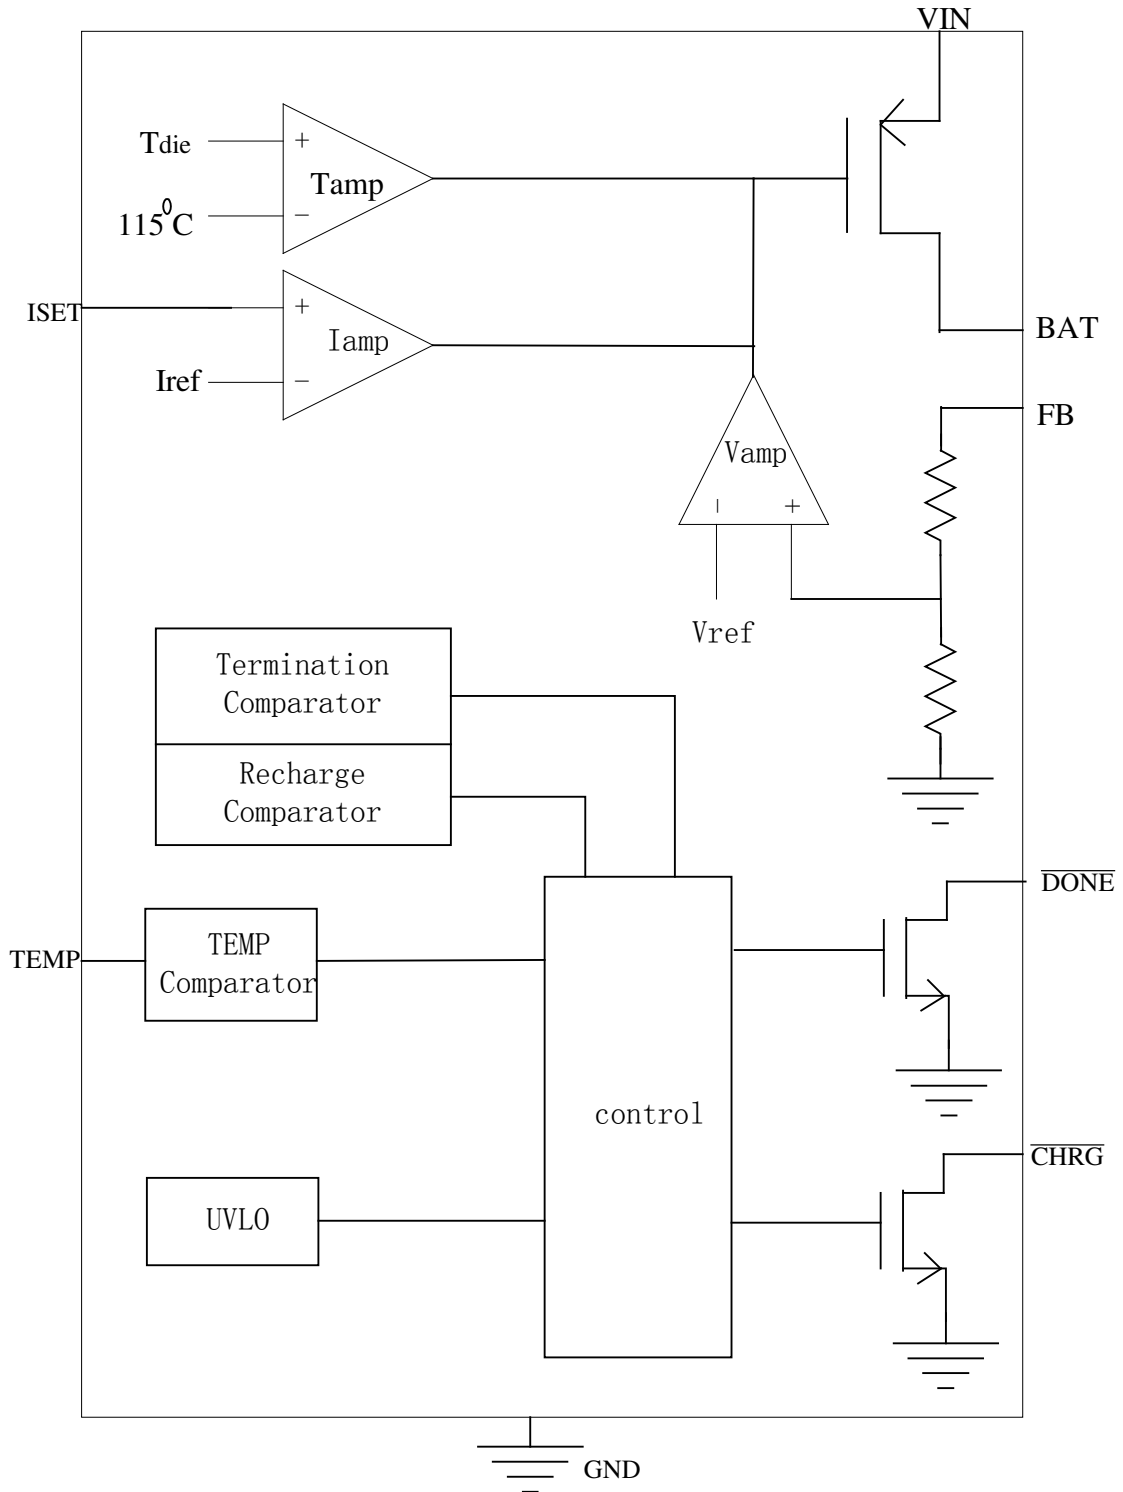 VIN
Tdie
+
Tamp
115⁰C
−
ISET
+
Iamp
BAT
Iref
−
FB
Vamp
− +
Vref
Termination
Comparator
Recharge
Comparator
DONE
TEMP
TEMP
Comparator
control
CHRG
UVLO
GND